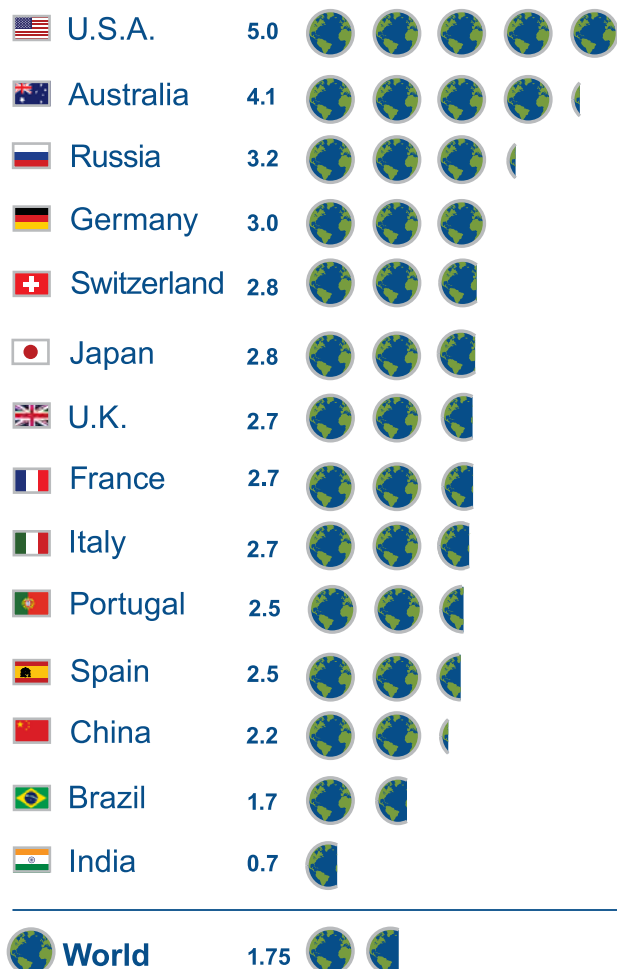 U.S.A. 5.0
Australia 4.1
Russia 3.2
Germany 3.0
Switzerland 2.8
Japan 2.8
U.K. 2.7
France 2.7
Italy 2.7
Portugal 2.5
Spain 2.5
China 2.2
Brazil 1.7
India 0.7
World 1.75